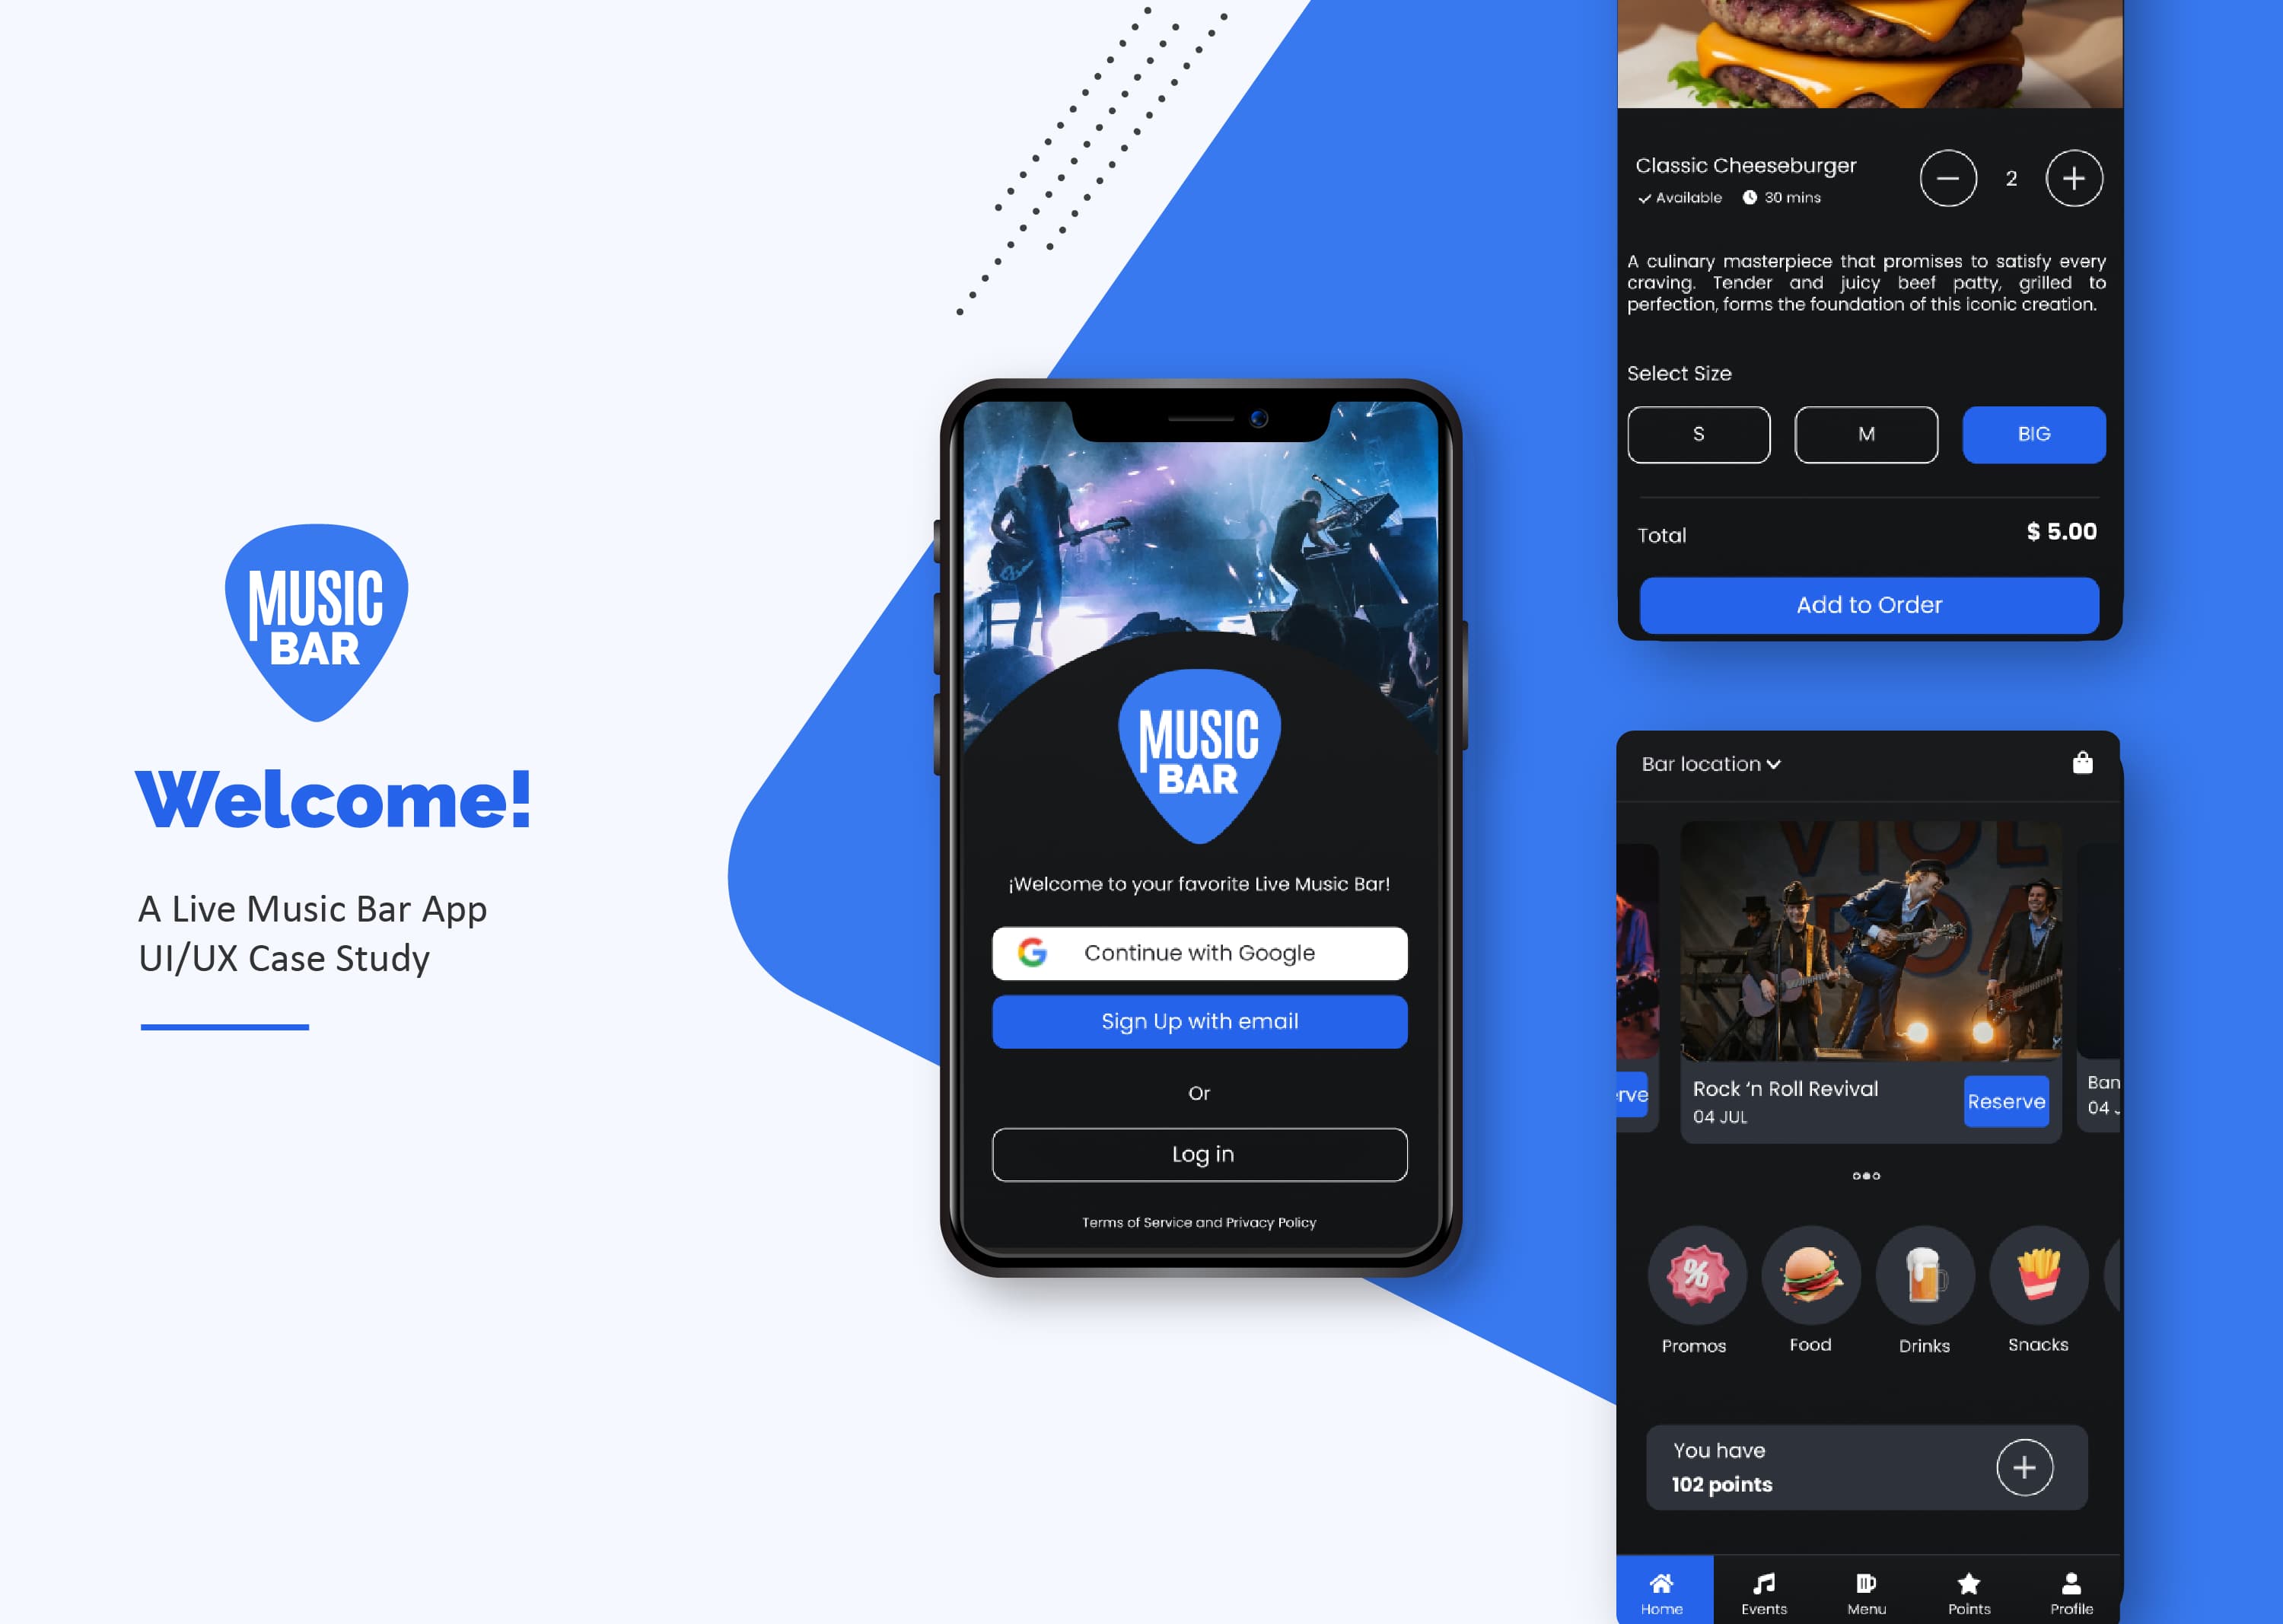 MUSIC
BAR
Welcome!
A Live Music Bar App
UI/UX Case Study
MUSIC
BAR
¡Welcome to your favorite Live Music Bar!
Continue with Google
Sign Up with email
Or
Log in
Terms of Service and Privacy Policy
Classic Cheeseburger
Available 30 mins
2
A culinary masterpiece that promises to satisfy every
craving. Tender and juicy beef patty, grilled to
perfection, forms the foundation of this iconic creation.
Select Size
S M BIG
Total $ 5.00
Add to Order
Bar location
Rock ‘n Roll Revival
04 JUL
Reserve
rve
Ban
04
%
Promos Food Drinks Snacks
You have
102 points
Home Events Menu Points Profile